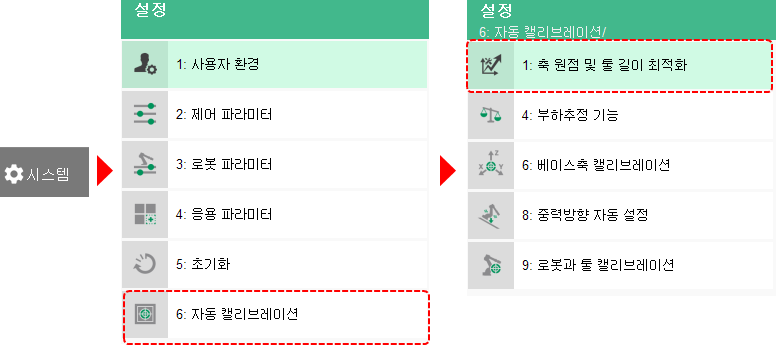 시스템
설정
1: 사용자 환경
2: 제어 파라미터
3: 로봇 파라미터
4: 응용 파라미터
5: 초기화
6: 자동 캘리브레이션
설정
6: 자동 캘리브레이션/
1: 축 원점 및 툴 길이 최적화
4: 부하추정 기능
6: 베이스축 캘리브레이션
8: 중력방향 자동 설정
9: 로봇과 툴 캘리브레이션